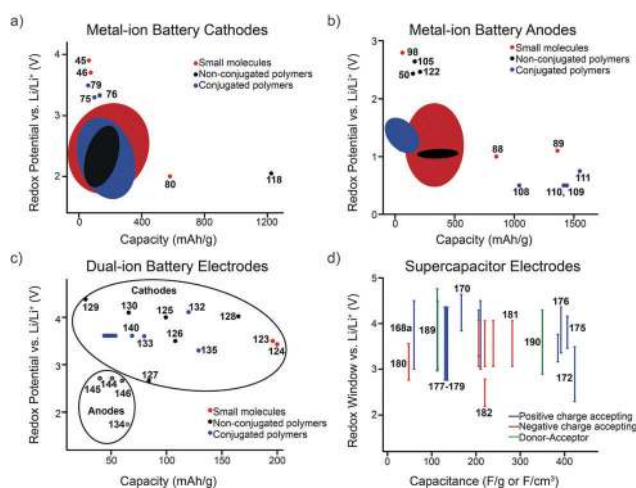 a) Metal-ion Battery Cathodes
Redox Potential vs. Li/Li⁺ (V)
4
3
2
45
46
79
75
76
80
118
Small molecules
Non-conjugated polymers
Conjugated polymers
0 400 800 1200
Capacity (mAh/g)
b) Metal-ion Battery Anodes
Redox Potential vs. Li/Li⁺ (V)
3
2
1
0
98
105
50
122
88
89
108
110, 109
111
Small molecules
Non-conjugated polymers
Conjugated polymers
0 500 1000 1500
Capacity (mAh/g)
c) Dual-ion Battery Electrodes
Redox Potential vs. Li/Li⁺ (V)
4
3
2
Cathodes
129
130
125
132
128
140
133
126
135
123
124
127
145
144
146
134
Anodes
Small molecules
Non-conjugated polymers
Conjugated polymers
50 100 150 200
Capacity (mAh/g)
d) Supercapacitor Electrodes
Redox Window vs. Li/Li⁺ (V)
5
4
3
2
1
168a
180
189
177-179
170
182
181
190
176
175
172
Positive charge accepting
Negative charge accepting
Donor-Acceptor
0 100 200 300 400
Capacitance (F/g or F/cm³)